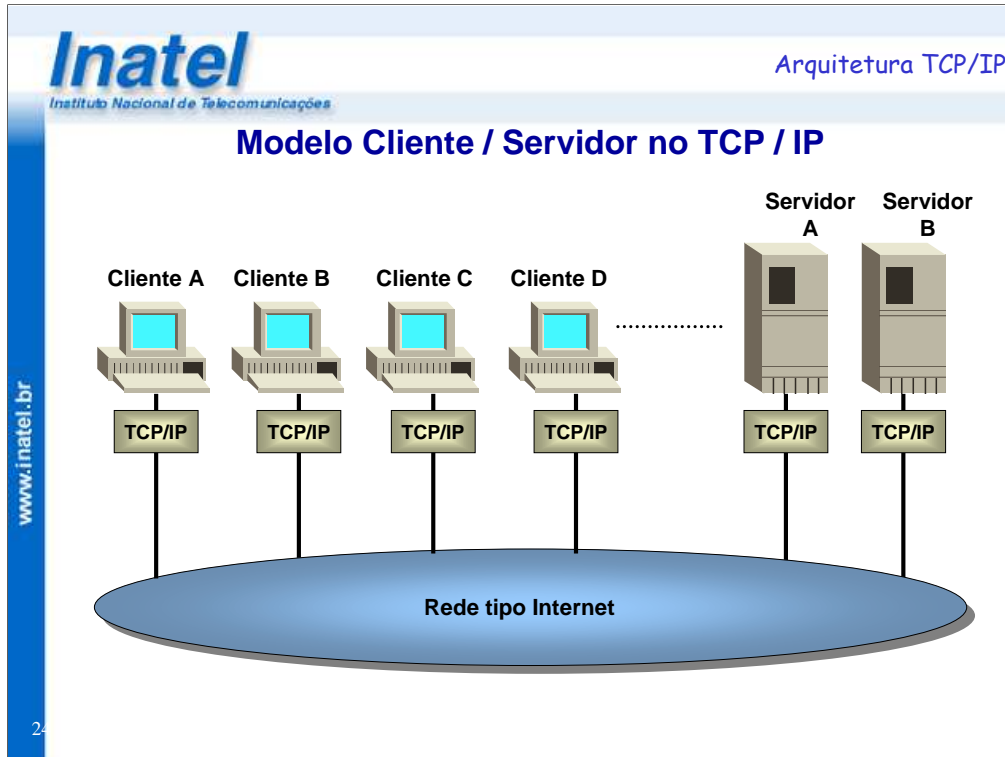 Inatel
Instituto Nacional de Telecomunicações
Arquitetura TCP/IP
Modelo Cliente / Servidor no TCP / IP
Servidor A
Servidor B
Cliente A
Cliente B
Cliente C
Cliente D
.................
TCP/IP
TCP/IP
TCP/IP
TCP/IP
TCP/IP
TCP/IP
Rede tipo Internet
www.inatel.br
24